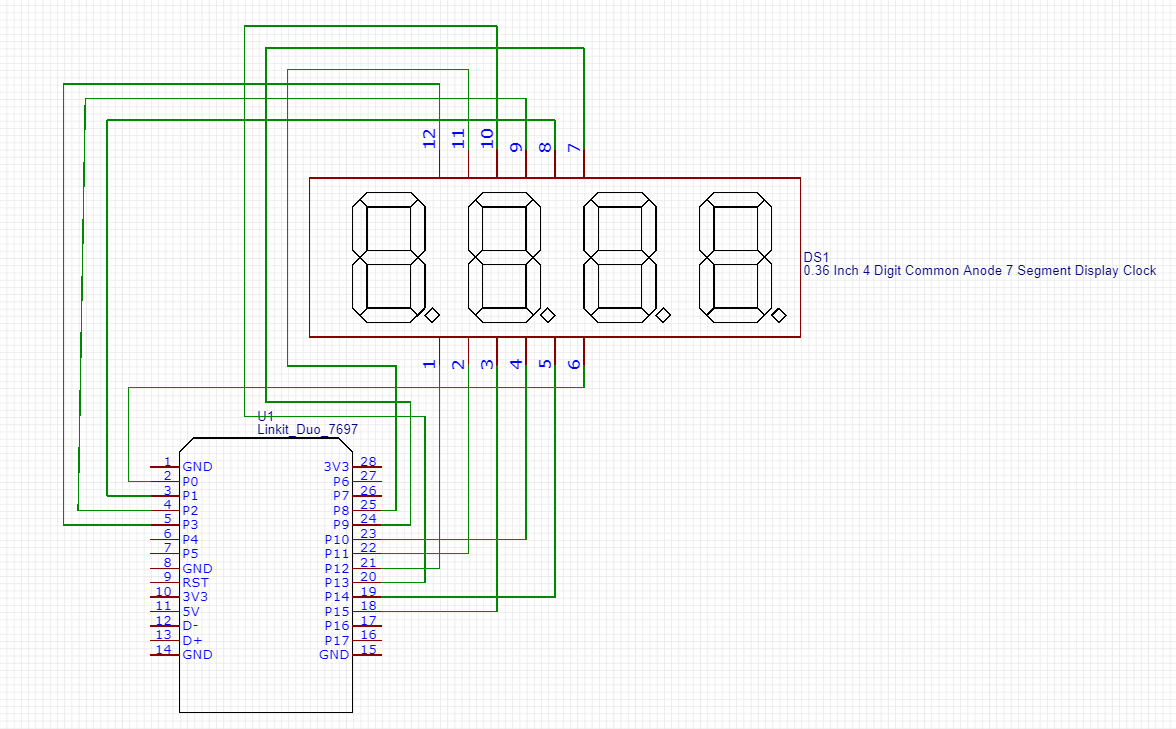 12 11 10 9 8 7
DS1
0.36 Inch 4 Digit Common Anode 7 Segment Display Clock
1 2 3 4 5 6
U1
Linkit_Duo_7697
1 GND 3V3 28
2 P0 P6 27
3 P1 P7 26
4 P2 P8 25
5 P3 P9 24
6 P4 P10 23
7 P5 P11 22
8 GND P12 21
9 RST P13 20
10 3V3 P14 19
11 5V P15 18
12 D- P16 17
13 D+ P17 16
14 GND GND 15